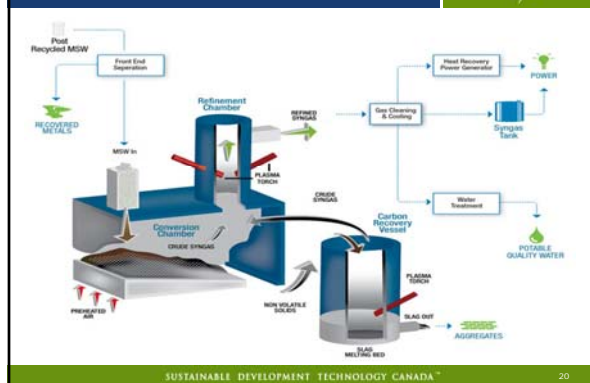 Post
Recycled MSW
Front End
Seperation
RECOVERED
METALS
MSW In
Refinement
Chamber
REFINED
SYNGAS
PLASMA
TORCH
Gas Cleaning
& Cooling
Heat Recovery
Power Generator
POWER
Syngas
Tank
Water
Treatment
POTABLE
QUALITY WATER
CRUDE
SYNGAS
Conversion
Chamber
CRUDE SYNGAS
Carbon
Recovery
Vessel
PREHEATED
AIR
NON VOLATILE
SOLIDS
PLASMA
TORCH
SLAG OUT
AGGREGATES
SLAG
MELTING BED
SUSTAINABLE DEVELOPMENT TECHNOLOGY CANADA™
20